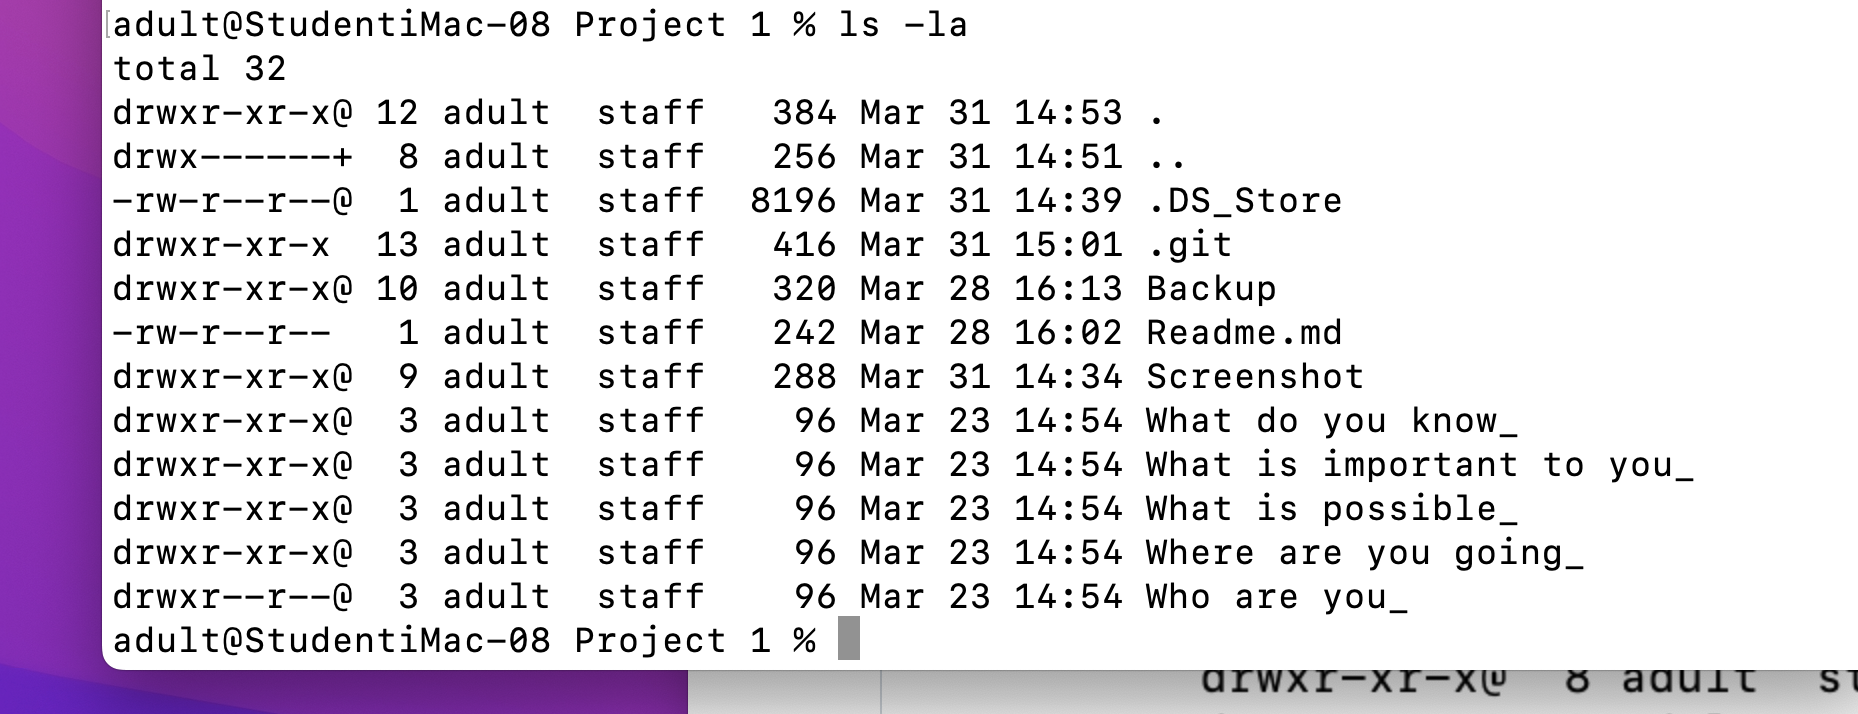 adult@StudentiMac-08 Project 1 % ls -la
total 32
drwxr-xr-x@ 12 adult  staff   384 Mar 31 14:53 .
drwx------+  8 adult  staff   256 Mar 31 14:51 ..
-rw-r--r--@  1 adult  staff  8196 Mar 31 14:39 .DS_Store
drwxr-xr-x  13 adult  staff   416 Mar 31 15:01 .git
drwxr-xr-x@ 10 adult  staff   320 Mar 28 16:13 Backup
-rw-r--r--   1 adult  staff   242 Mar 28 16:02 Readme.md
drwxr-xr-x@  9 adult  staff   288 Mar 31 14:34 Screenshot
drwxr-xr-x@  3 adult  staff    96 Mar 23 14:54 What do you know_
drwxr-xr-x@  3 adult  staff    96 Mar 23 14:54 What is important to you_
drwxr-xr-x@  3 adult  staff    96 Mar 23 14:54 What is possible_
drwxr-xr-x@  3 adult  staff    96 Mar 23 14:54 Where are you going_
drwxr--r--@  3 adult  staff    96 Mar 23 14:54 Who are you_
adult@StudentiMac-08 Project 1 %
drwxr-xr-x@  8 adult  st